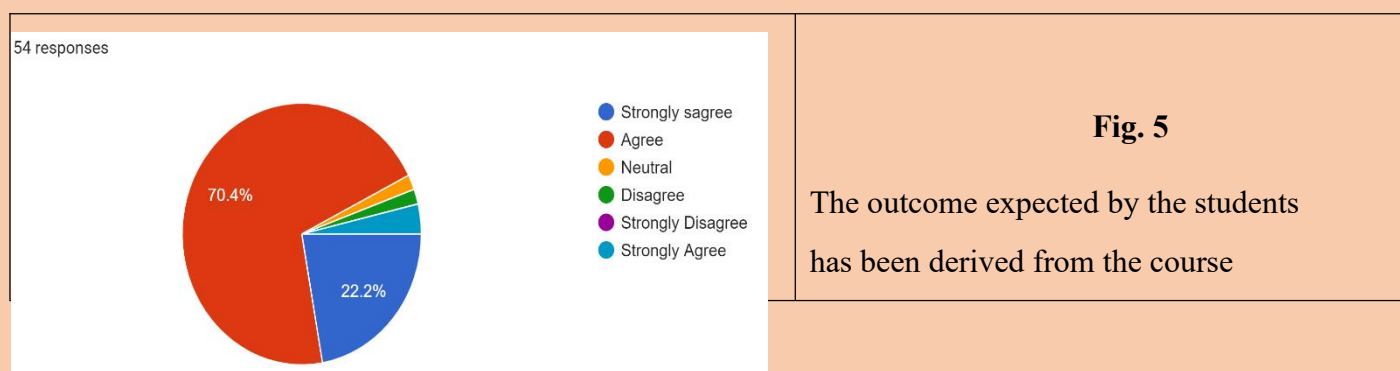 54 responses
70.4%
22.2%
Strongly sagree
Agree
Neutral
Disagree
Strongly Disagree
Strongly Agree
Fig. 5
The outcome expected by the students
has been derived from the course